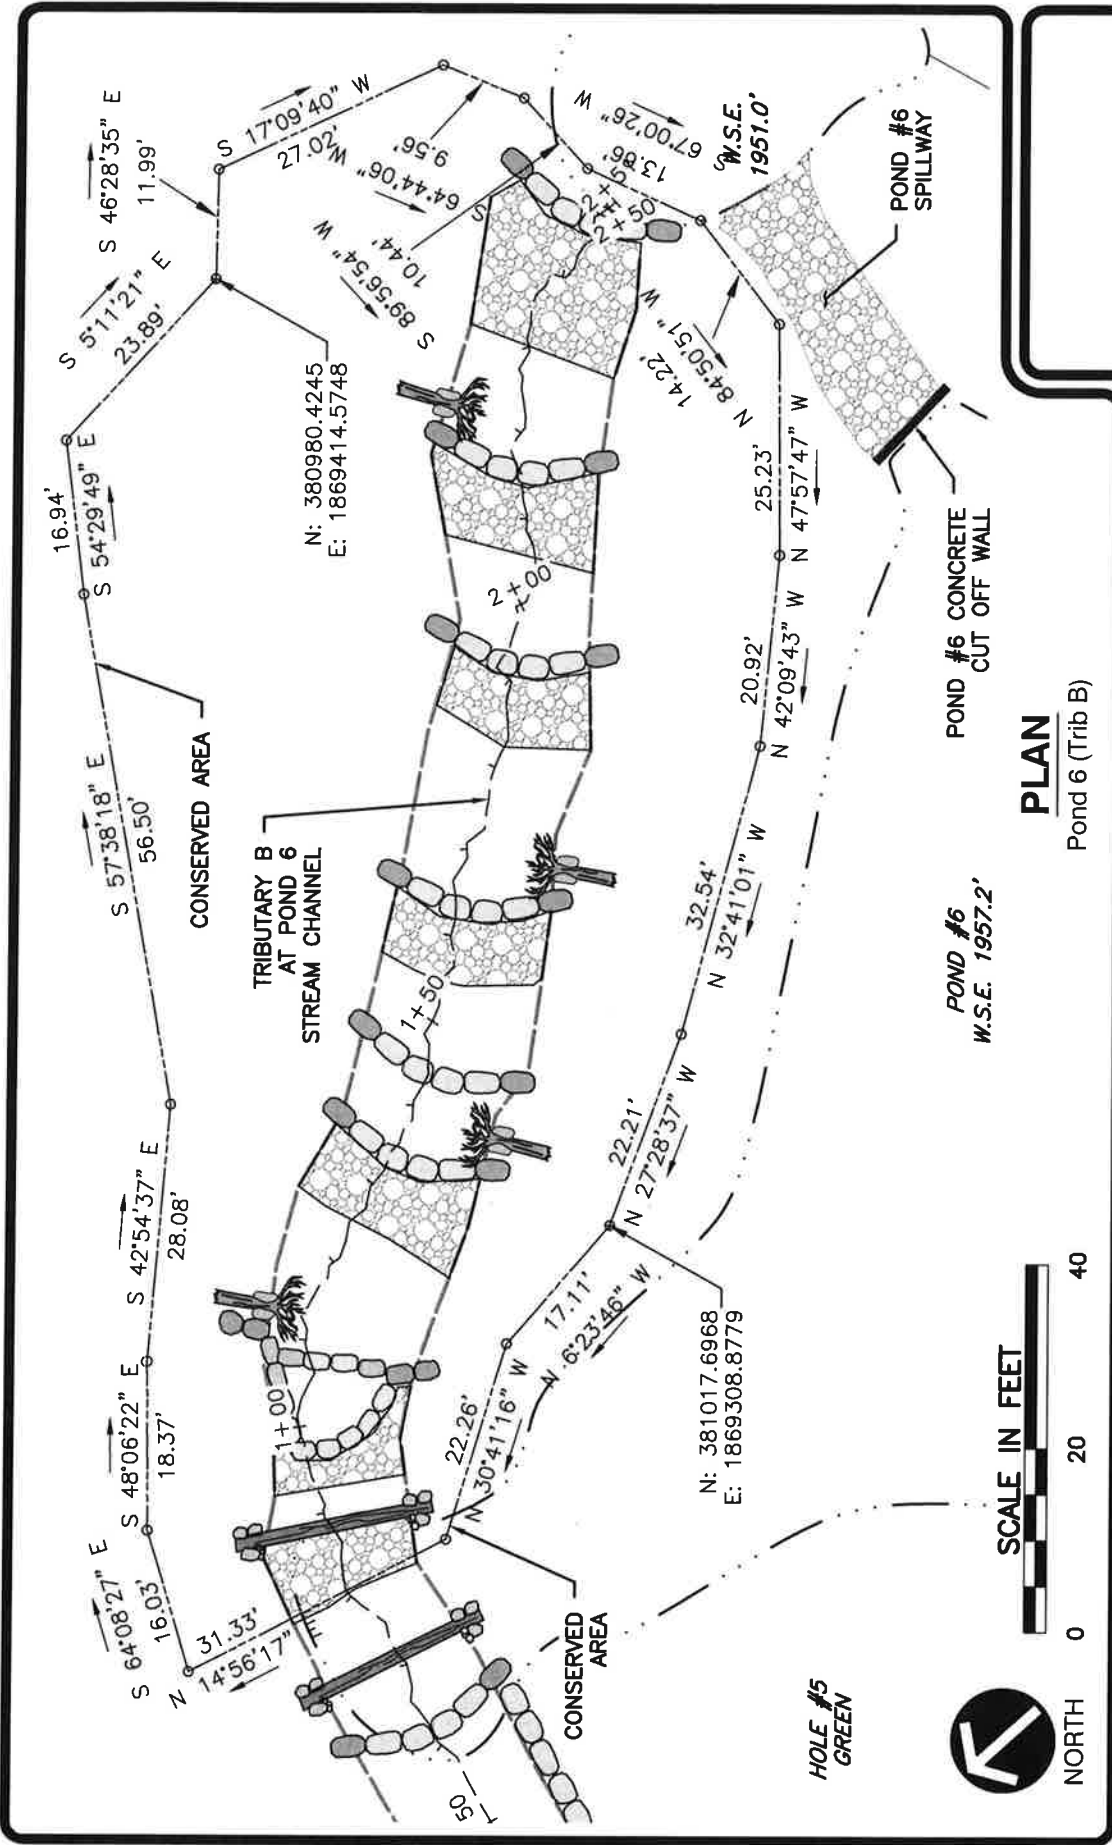 S 46°28'35" E
11.99'
S 17°09'40" W
27.02'
S 5°11'21" E
23.89'
S 64°44'06" W
9.56'
S 89°56'54" W
10.44'
S 67°00'26" W
13.86'
W.S.E.
1951.0'
POND #6
SPILLWAY
16.94'
S 54°29'49" E
N: 380980.4245
E: 1869414.5748
2+50
N 84°50'51" W
14.22'
25.23'
N 47°57'47" W
POND #6 CONCRETE
CUT OFF WALL
S 57°38'18" E
56.50'
CONSERVED AREA
TRIBUTARY B
AT POND 6
STREAM CHANNEL
2+00
20.92'
N 42°09'43" W
32.54'
N 32°41'01" W
1+50
POND #6
W.S.E. 1957.2'
PLAN
Pond 6 (Trib B)
S 42°54'37" E
28.08'
22.21'
N 27°28'37" W
S 48°06'22" E
18.37'
1+00
17.11'
N 6°23'46" W
N: 381017.6968
E: 1869308.8779
22.26'
N 30°41'16" W
S 64°08'27" E
16.03'
31.33'
N 14°56'17"
CONSERVED
AREA
50
HOLE #5
GREEN
SCALE IN FEET
0 20 40
NORTH